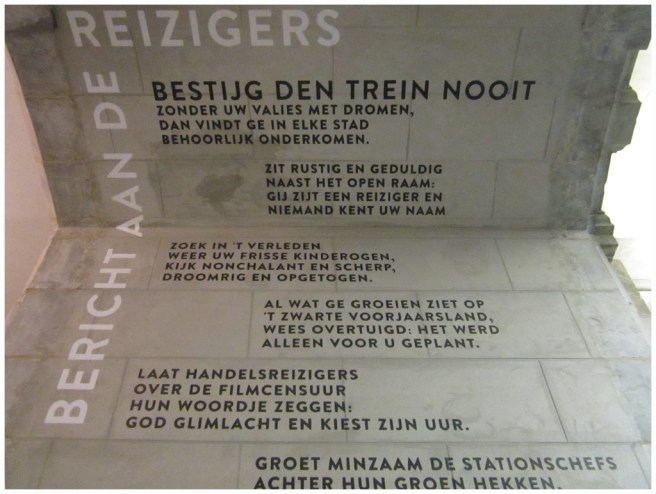 BERICHT AAN DE
REIZIGERS
BESTIJG DEN TREIN NOOIT
ZONDER UW VALIES MET DROMEN,
DAN VINDT GE IN ELKE STAD
BEHOORLIJK ONDERKOMEN.
ZIT RUSTIG EN GEDULDIG
NAAST HET OPEN RAAM:
GIJ ZIJT EEN REIZIGER EN
NIEMAND KENT UW NAAM
ZOEK IN 'T VERLEDEN
WEER UW FRISSE KINDEROGEN,
KIJK NONCHALANT EN SCHERP,
DROOMRIG EN OPGETOGEN.
AL WAT GE GROEIEN ZIET OP
'T ZWARTE VOORJAARSLAND,
WEES OVERTUIGD: HET WERD
ALLEEN VOOR U GEPLANT.
LAAT HANDELSREIZIGERS
OVER DE FILMCENSUUR
HUN WOORDJE ZEGGEN:
GOD GLIMLACHT EN KIEST ZIJN UUR.
GROET MINZAAM DE STATIONSCHEFS
ACHTER HUN GROEN HEKKEN,